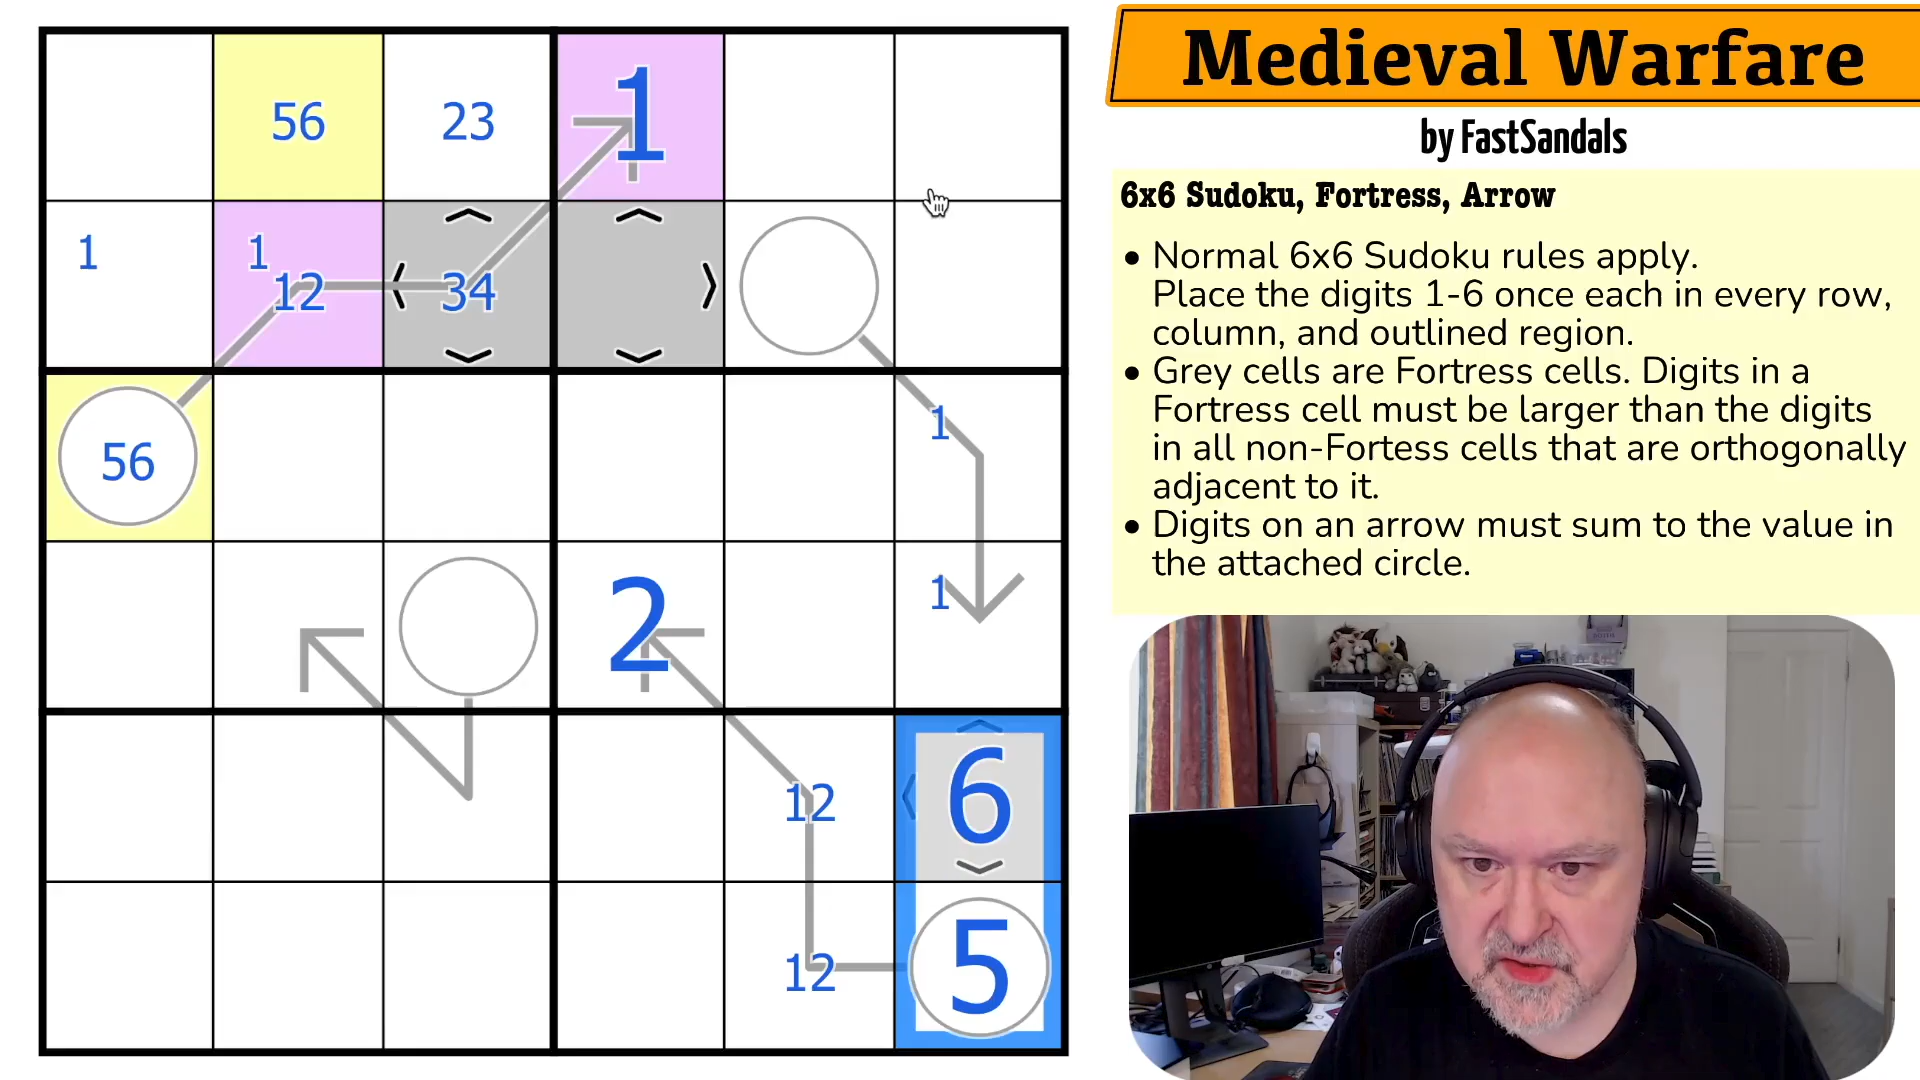 Medieval Warfare
by FastSandals
6x6 Sudoku, Fortress, Arrow
• Normal 6x6 Sudoku rules apply.
Place the digits 1-6 once each in every row,
column, and outlined region.
• Grey cells are Fortress cells. Digits in a
Fortress cell must be larger than the digits
in all non-Fortess cells that are orthogonally
adjacent to it.
• Digits on an arrow must sum to the value in
the attached circle.
56 23 1
1 1 12 34
56 1
2 1
12 6
12 5